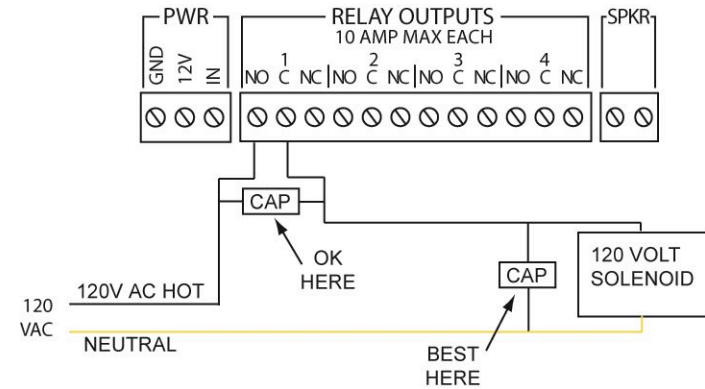 PWR
RELAY OUTPUTS
SPKR
10 AMP MAX EACH
GND
12V
IN
1 2 3 4
NO C NC NO C NC NO C NC NO C NC
CAP
OK
HERE
120V AC HOT
120
VAC
NEUTRAL
CAP
BEST
HERE
120 VOLT
SOLENOID